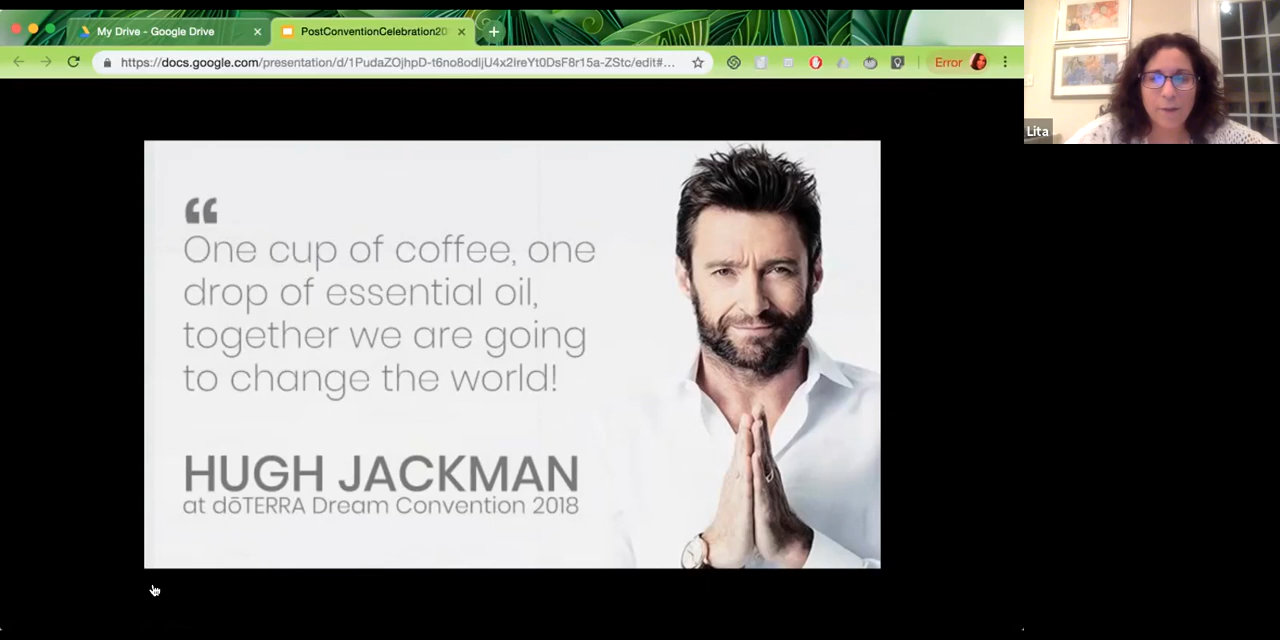 My Drive - Google Drive
PostConventionCelebration20
https://docs.google.com/presentation/d/1PudaZOjhpD-t6no8odljU4x2IreYt0DsF8r15a-ZStc/edit#...
Error
Lita
“
One cup of coffee, one
drop of essential oil,
together we are going
to change the world!
HUGH JACKMAN
at dōTERRA Dream Convention 2018